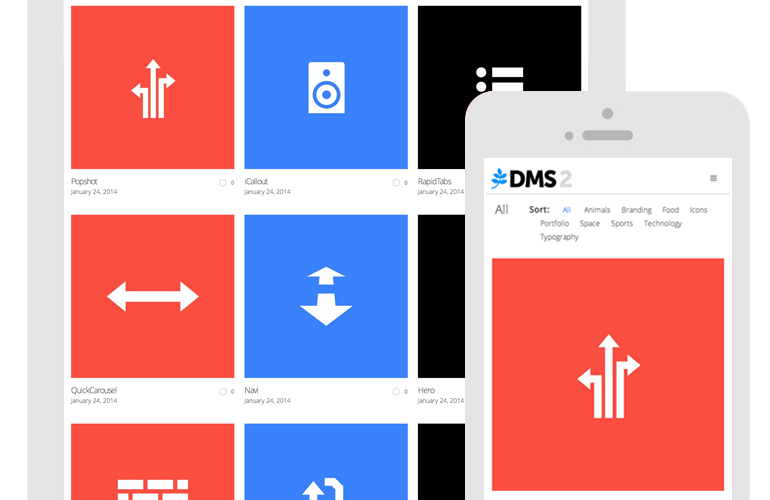 Popshot
0
January 24, 2014
iCallout
0
January 24, 2014
RapidTabs
January 24, 2014
QuickCarousel
0
January 24, 2014
Navi
0
January 24, 2014
Hero
January 24, 2014
DMS 2
All
Sort: All Animals Branding Food Icons
Portfolio Space Sports Technology
Typography